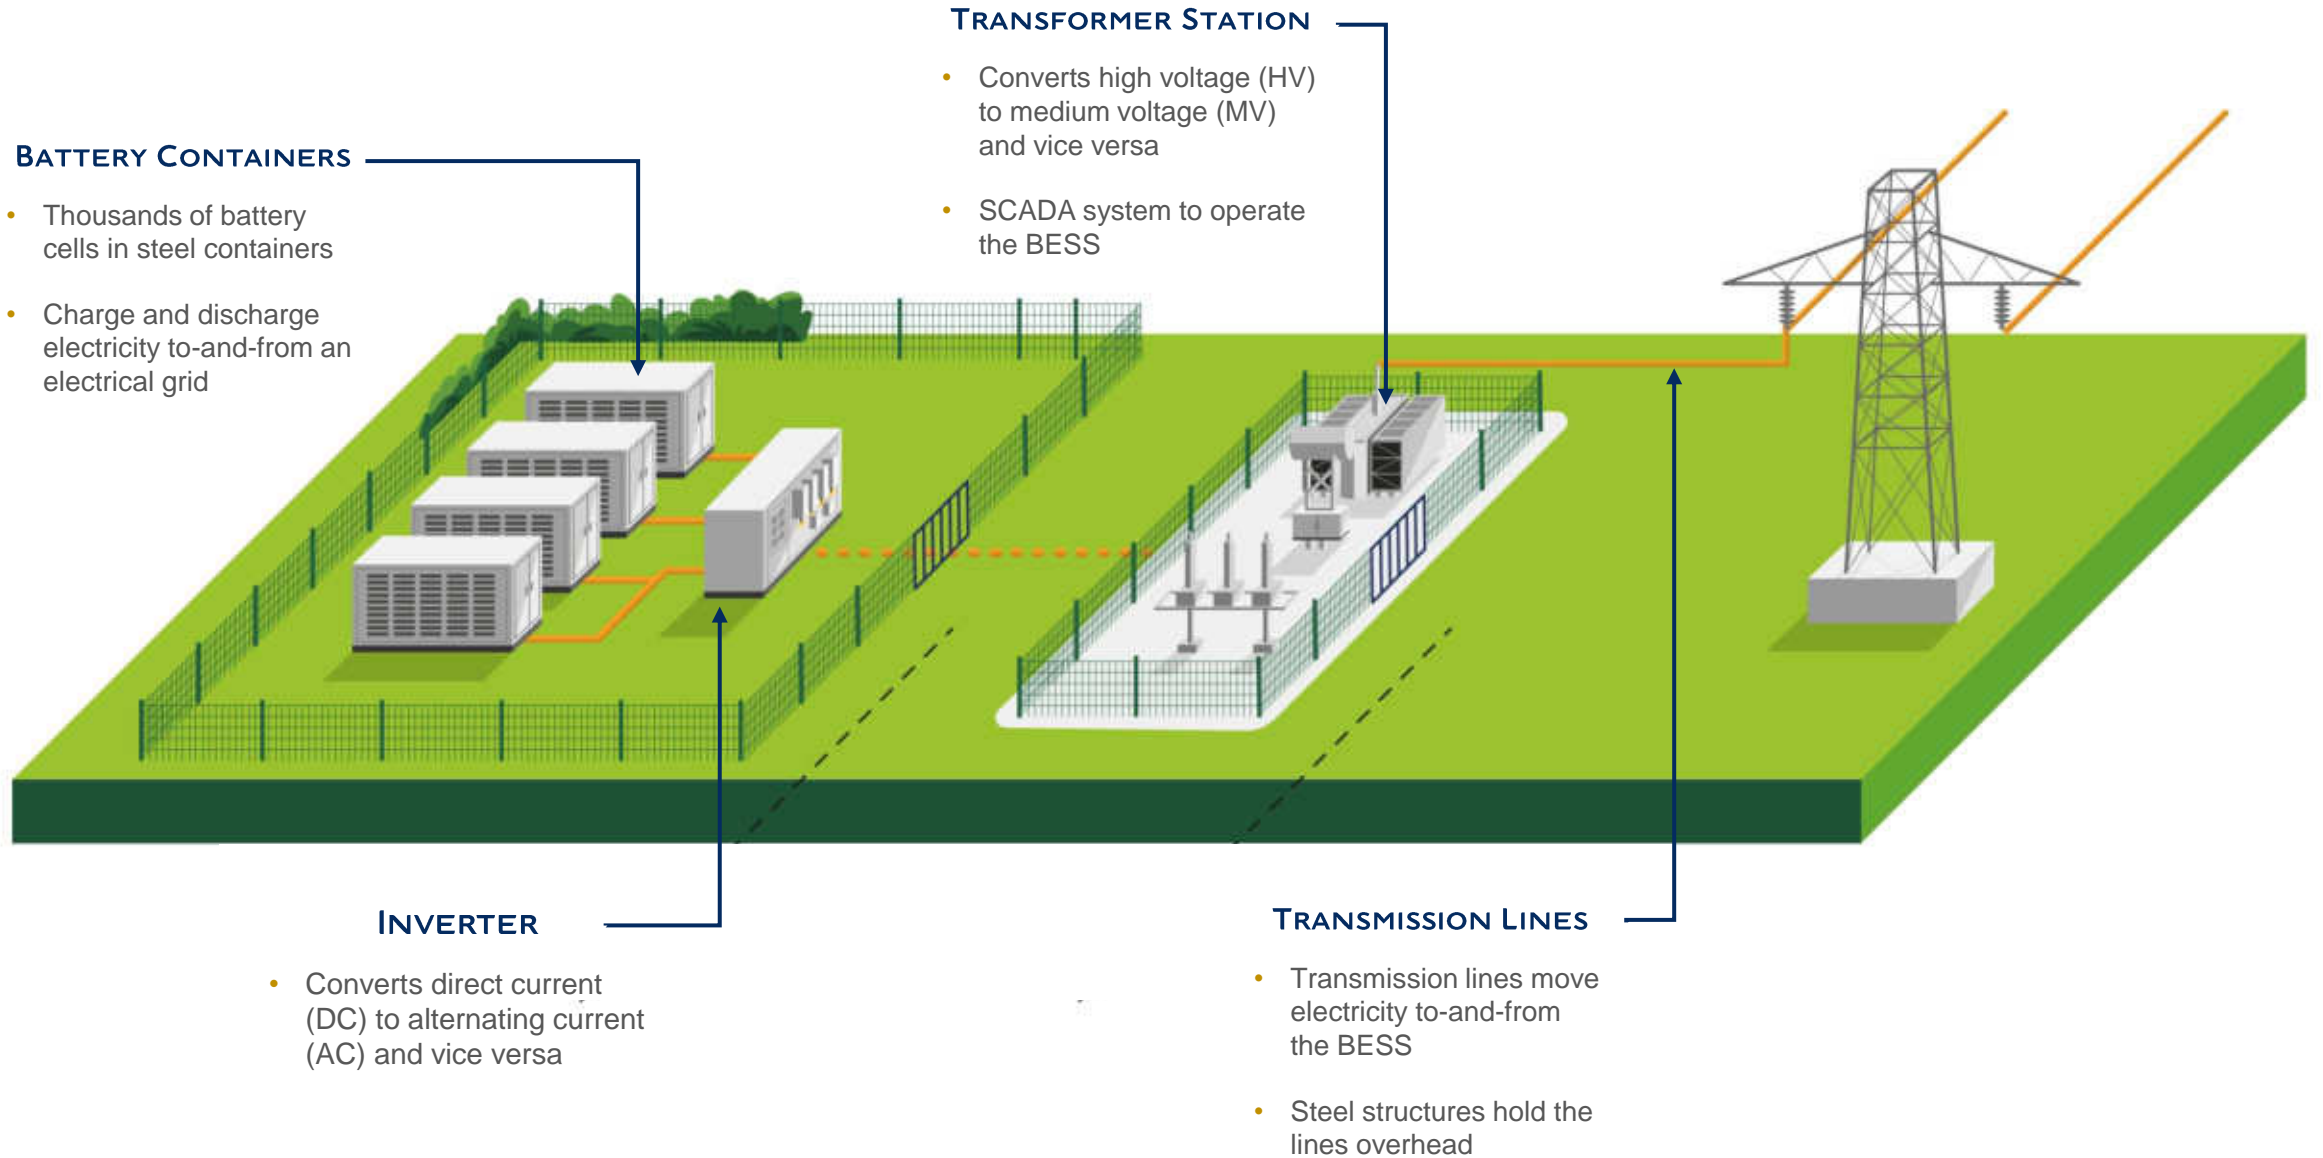 TRANSFORMER STATION
• Converts high voltage (HV)
to medium voltage (MV)
and vice versa
• SCADA system to operate
the BESS
BATTERY CONTAINERS
• Thousands of battery
cells in steel containers
• Charge and discharge
electricity to-and-from an
electrical grid
INVERTER
• Converts direct current
(DC) to alternating current
(AC) and vice versa
TRANSMISSION LINES
• Transmission lines move
electricity to-and-from
the BESS
• Steel structures hold the
lines overhead